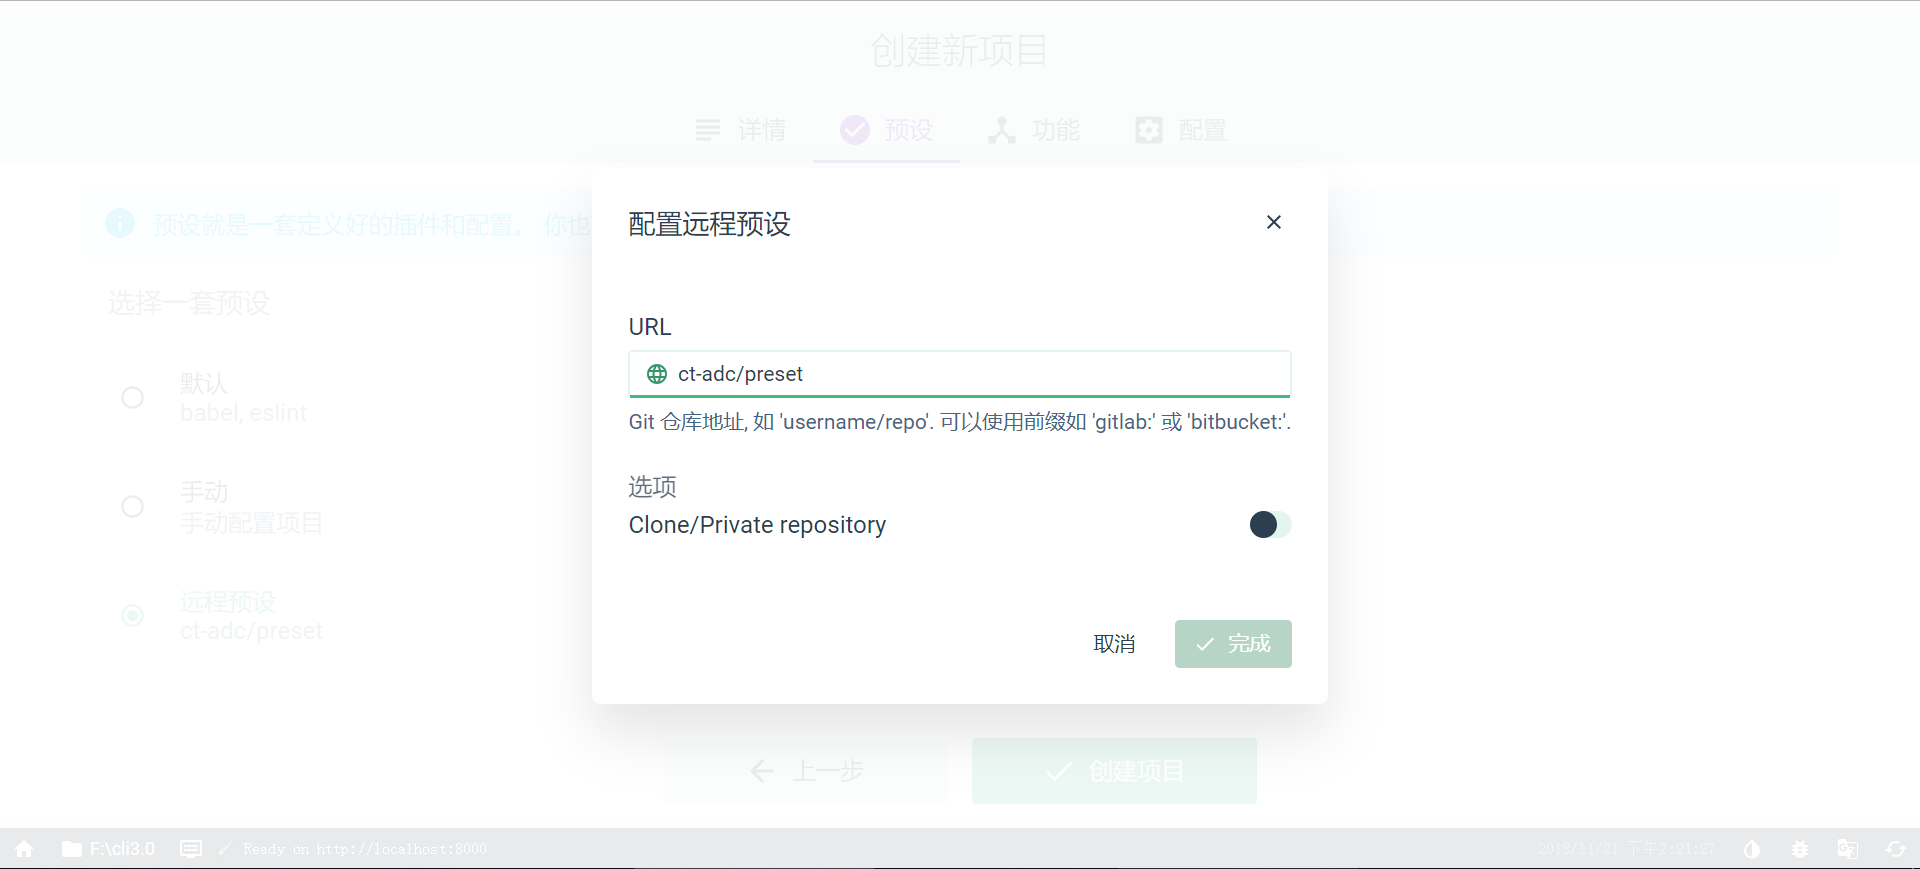 创建新项目
详情
预设
功能
配置
预设就是一套定义好的插件和配置。 你也
选择一套预设
默认
babel, eslint
手动
手动配置项目
远程预设
ct-adc/preset
配置远程预设
URL
ct-adc/preset
Git 仓库地址, 如 'username/repo'. 可以使用前缀如 'gitlab:' 或 'bitbucket:'.
选项
Clone/Private repository
取消
完成
上一步
创建项目
F:\cli3.0
Ready on http://localhost:8000
2018/11/21 下午2:21:27